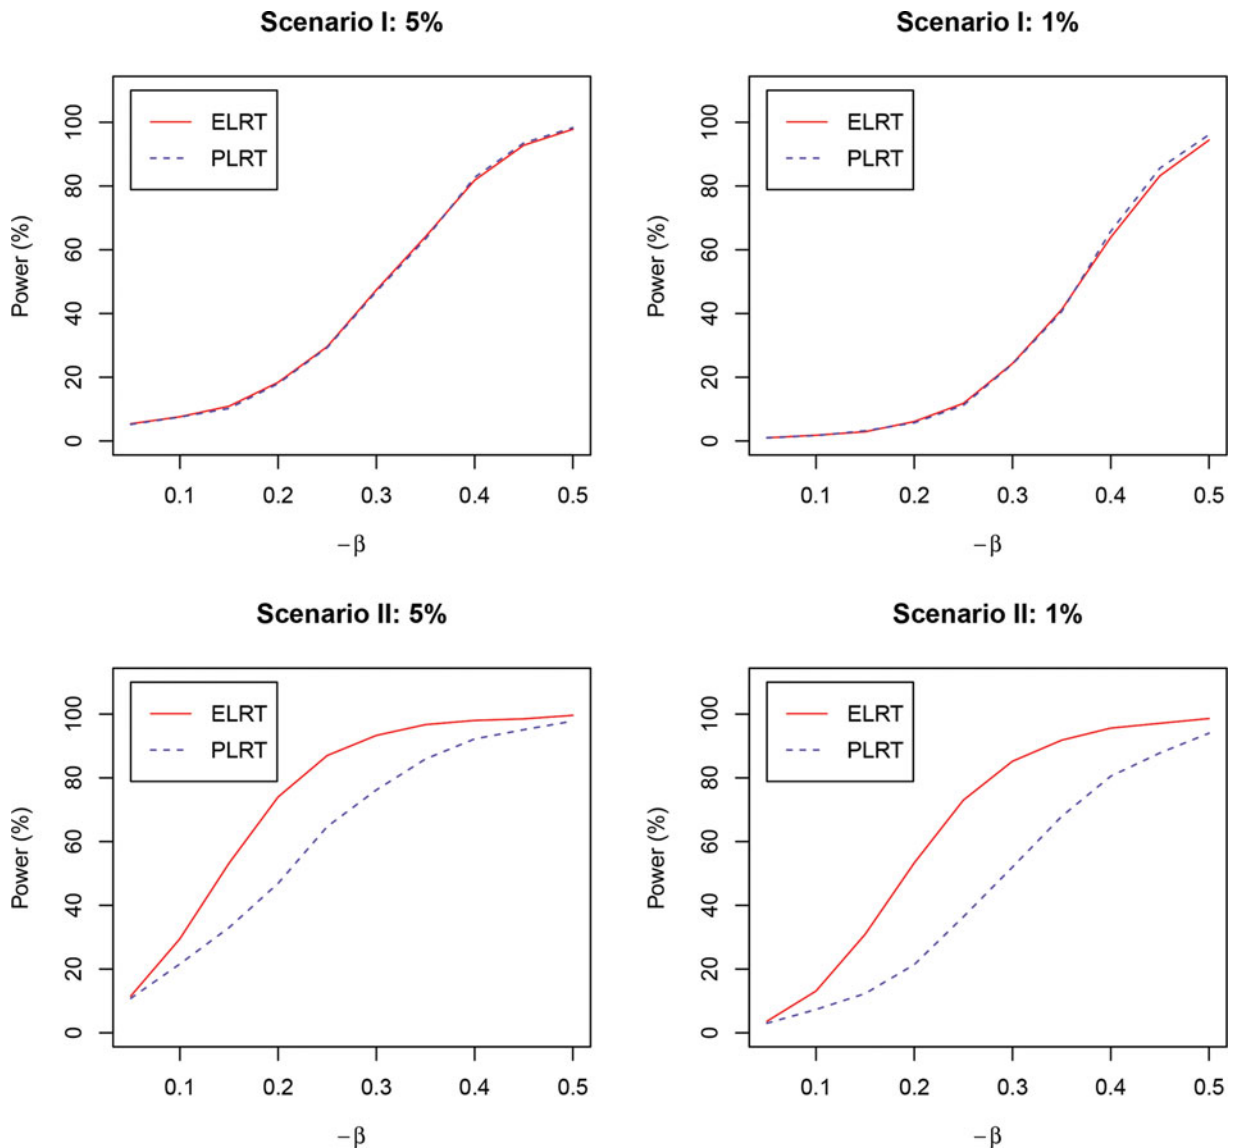 Scenario I: 5%
Power (%)
100
80
60
40
20
0
ELRT
PLRT
0.1 0.2 0.3 0.4 0.5
−β
Scenario I: 1%
Power (%)
100
80
60
40
20
0
ELRT
PLRT
0.1 0.2 0.3 0.4 0.5
−β
Scenario II: 5%
Power (%)
100
80
60
40
20
0
ELRT
PLRT
0.1 0.2 0.3 0.4 0.5
−β
Scenario II: 1%
Power (%)
100
80
60
40
20
0
ELRT
PLRT
0.1 0.2 0.3 0.4 0.5
−β